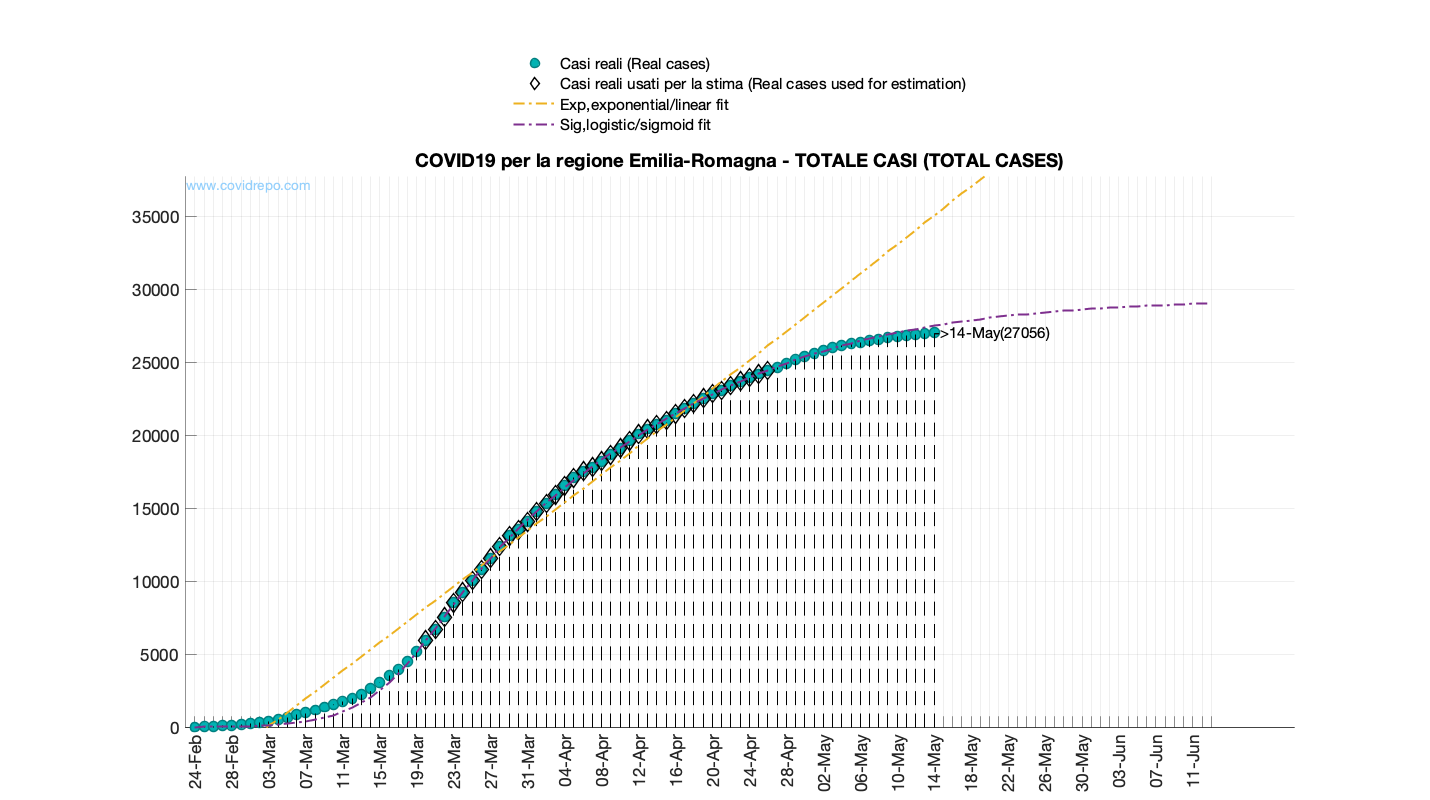 Casi reali (Real cases)
Casi reali usati per la stima (Real cases used for estimation)
Exp,exponential/linear fit
Sig,logistic/sigmoid fit
COVID19 per la regione Emilia-Romagna - TOTALE CASI (TOTAL CASES)
www.covidrepo.com
35000
30000
25000
20000
15000
10000
5000
0
>14-May(27056)
24-Feb
28-Feb
03-Mar
07-Mar
11-Mar
15-Mar
19-Mar
23-Mar
27-Mar
31-Mar
04-Apr
08-Apr
12-Apr
16-Apr
20-Apr
24-Apr
28-Apr
02-May
06-May
10-May
14-May
18-May
22-May
26-May
30-May
03-Jun
07-Jun
11-Jun